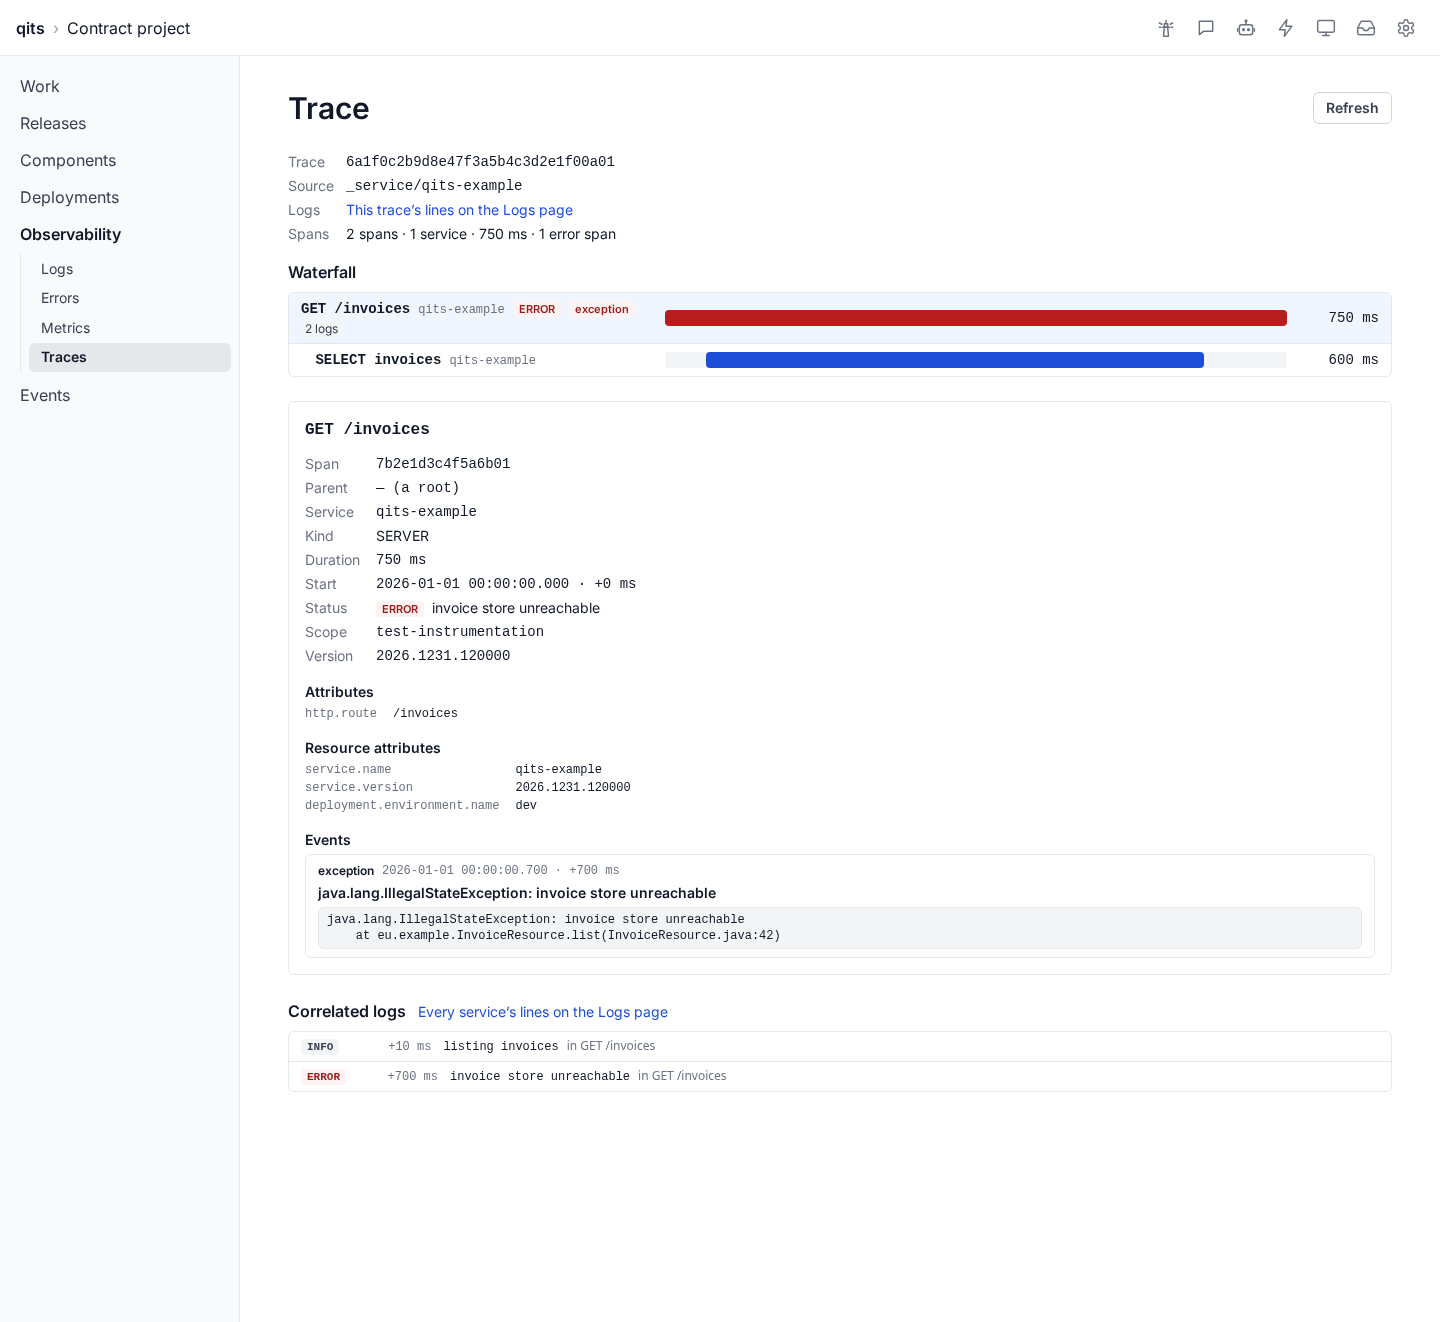 qits › Contract project
Work
Releases
Components
Deployments
Observability
Logs
Errors
Metrics
Traces
Events
Trace
Refresh
Trace 6a1f0c2b9d8e47f3a5b4c3d2e1f00a01
Source _service/qits-example
Logs This trace’s lines on the Logs page
Spans 2 spans · 1 service · 750 ms · 1 error span
Waterfall
GET /invoices qits-example ERROR exception
2 logs
750 ms
SELECT invoices qits-example
600 ms
GET /invoices
Span 7b2e1d3c4f5a6b01
Parent — (a root)
Service qits-example
Kind SERVER
Duration 750 ms
Start 2026-01-01 00:00:00.000 · +0 ms
Status ERROR invoice store unreachable
Scope test-instrumentation
Version 2026.1231.120000
Attributes
http.route /invoices
Resource attributes
service.name qits-example
service.version 2026.1231.120000
deployment.environment.name dev
Events
exception 2026-01-01 00:00:00.700 · +700 ms
java.lang.IllegalStateException: invoice store unreachable
java.lang.IllegalStateException: invoice store unreachable
at eu.example.InvoiceResource.list(InvoiceResource.java:42)
Correlated logs Every service’s lines on the Logs page
INFO +10 ms listing invoices in GET /invoices
ERROR +700 ms invoice store unreachable in GET /invoices